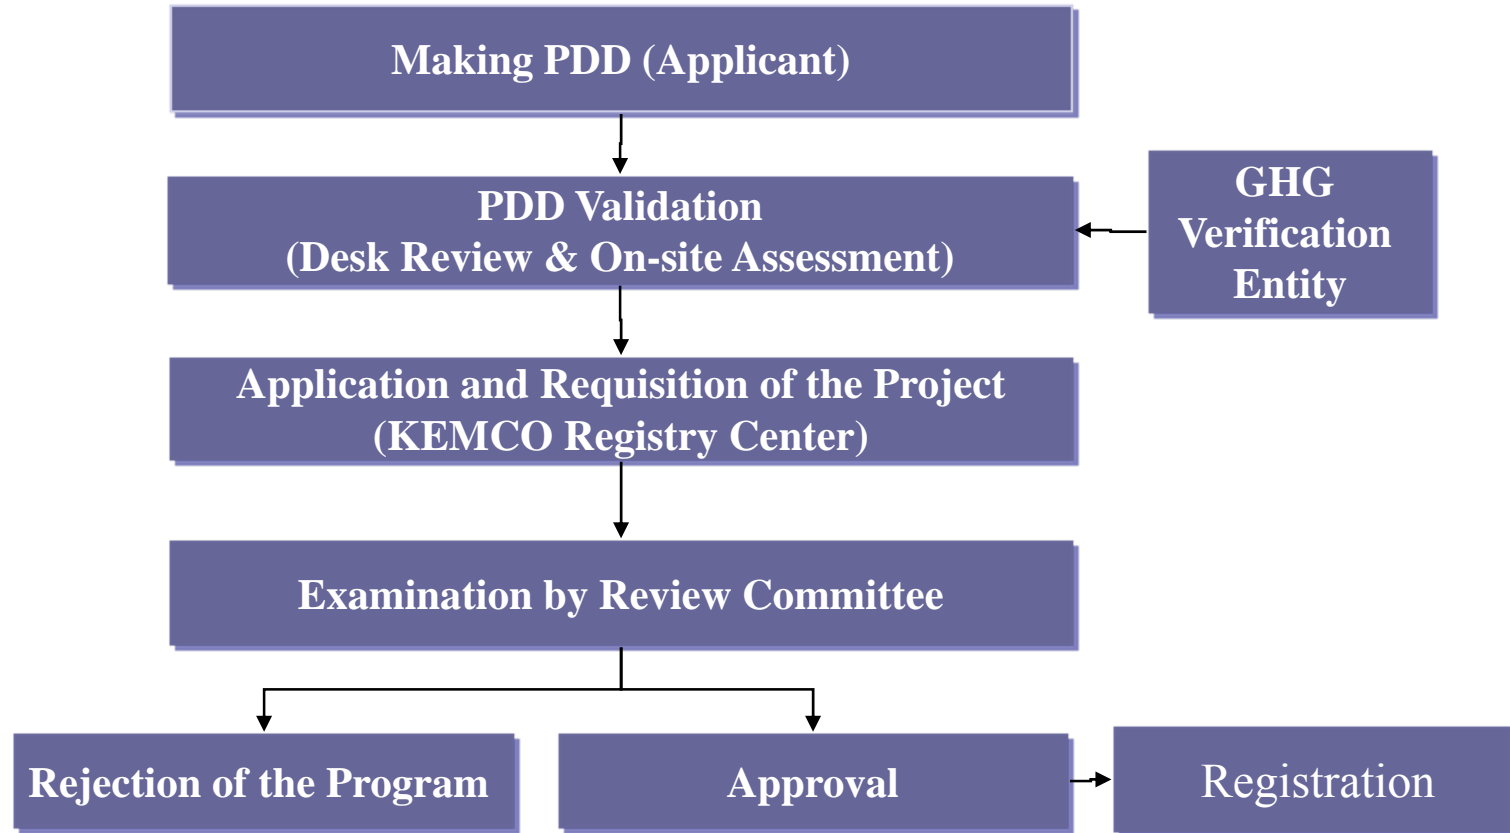 Making PDD (Applicant)
PDD Validation
(Desk Review & On-site Assessment)
GHG
Verification
Entity
Application and Requisition of the Project
(KEMCO Registry Center)
Examination by Review Committee
Rejection of the Program
Approval
Registration